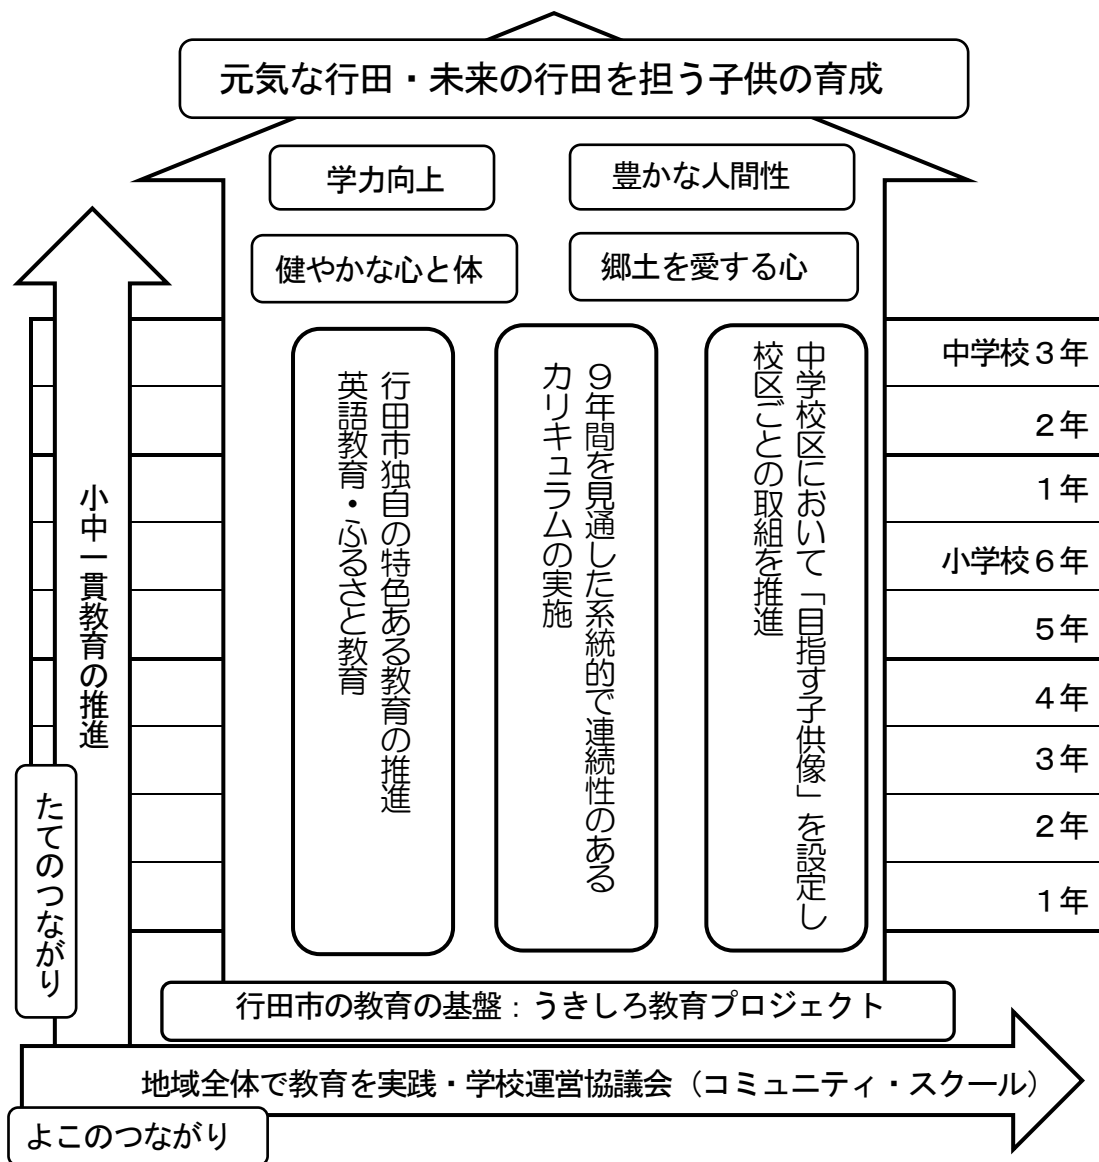 元気な行田・未来の行田を担う子供の育成
学力向上
豊かな人間性
健やかな心と体
郷土を愛する心
中学校区において「目指す子供像」を設定し
校区ごとの取組を推進
9年間を見通した系統的で連続性のある
カリキュラムの実施
行田市独自の特色ある教育の推進
英語教育・ふるさと教育
中学校3年
2年
1年
小学校6年
5年
4年
3年
2年
1年
小中一貫教育の推進
たてのつながり
行田市の教育の基盤：うきしろ教育プロジェクト
地域全体で教育を実践・学校運営協議会（コミュニティ・スクール）
よこのつながり